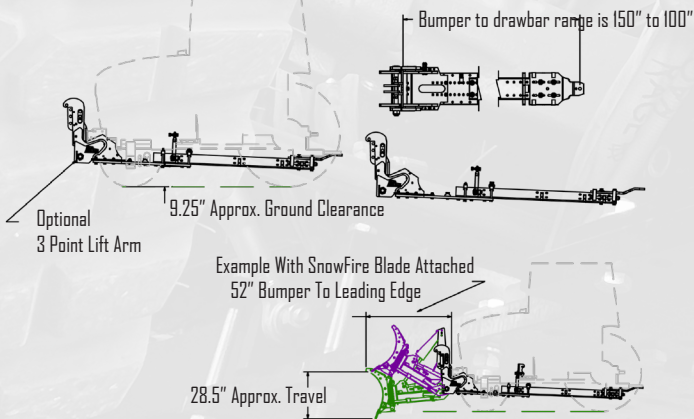 Bumper to drawbar range is 150" to 100"
9.25" Approx. Ground Clearance
Optional
3 Point Lift Arm
Example With SnowFire Blade Attached
52" Bumper To Leading Edge
28.5" Approx. Travel